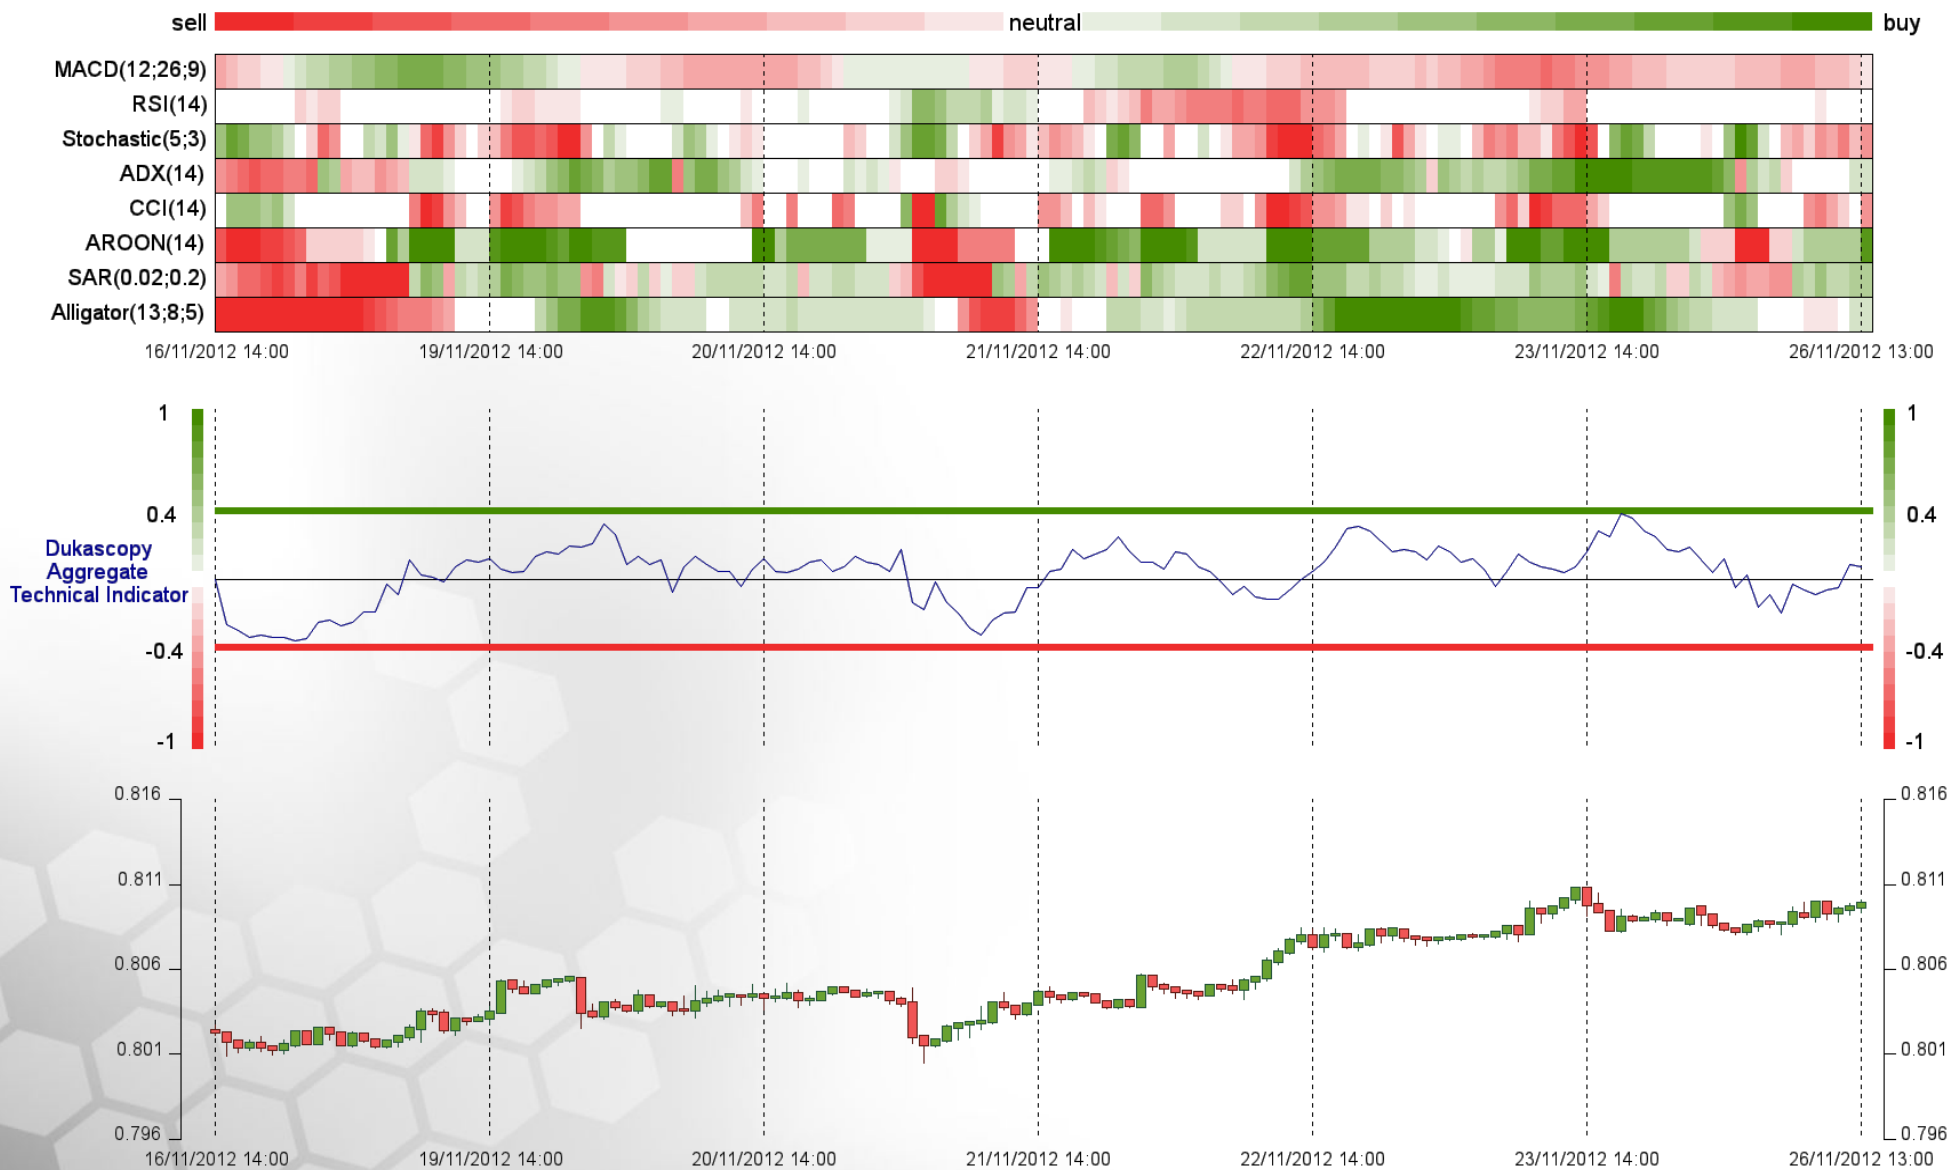 sell neutral buy
MACD(12;26;9)
RSI(14)
Stochastic(5;3)
ADX(14)
CCI(14)
AROON(14)
SAR(0.02;0.2)
Alligator(13;8;5)
16/11/2012 14:00 19/11/2012 14:00 20/11/2012 14:00 21/11/2012 14:00 22/11/2012 14:00 23/11/2012 14:00 26/11/2012 13:00
1 1
0.4 0.4
Dukascopy
Aggregate
Technical Indicator
-0.4 -0.4
-1 -1
0.816 0.816
0.811 0.811
0.806 0.806
0.801 0.801
0.796 0.796
16/11/2012 14:00 19/11/2012 14:00 20/11/2012 14:00 21/11/2012 14:00 22/11/2012 14:00 23/11/2012 14:00 26/11/2012 13:00